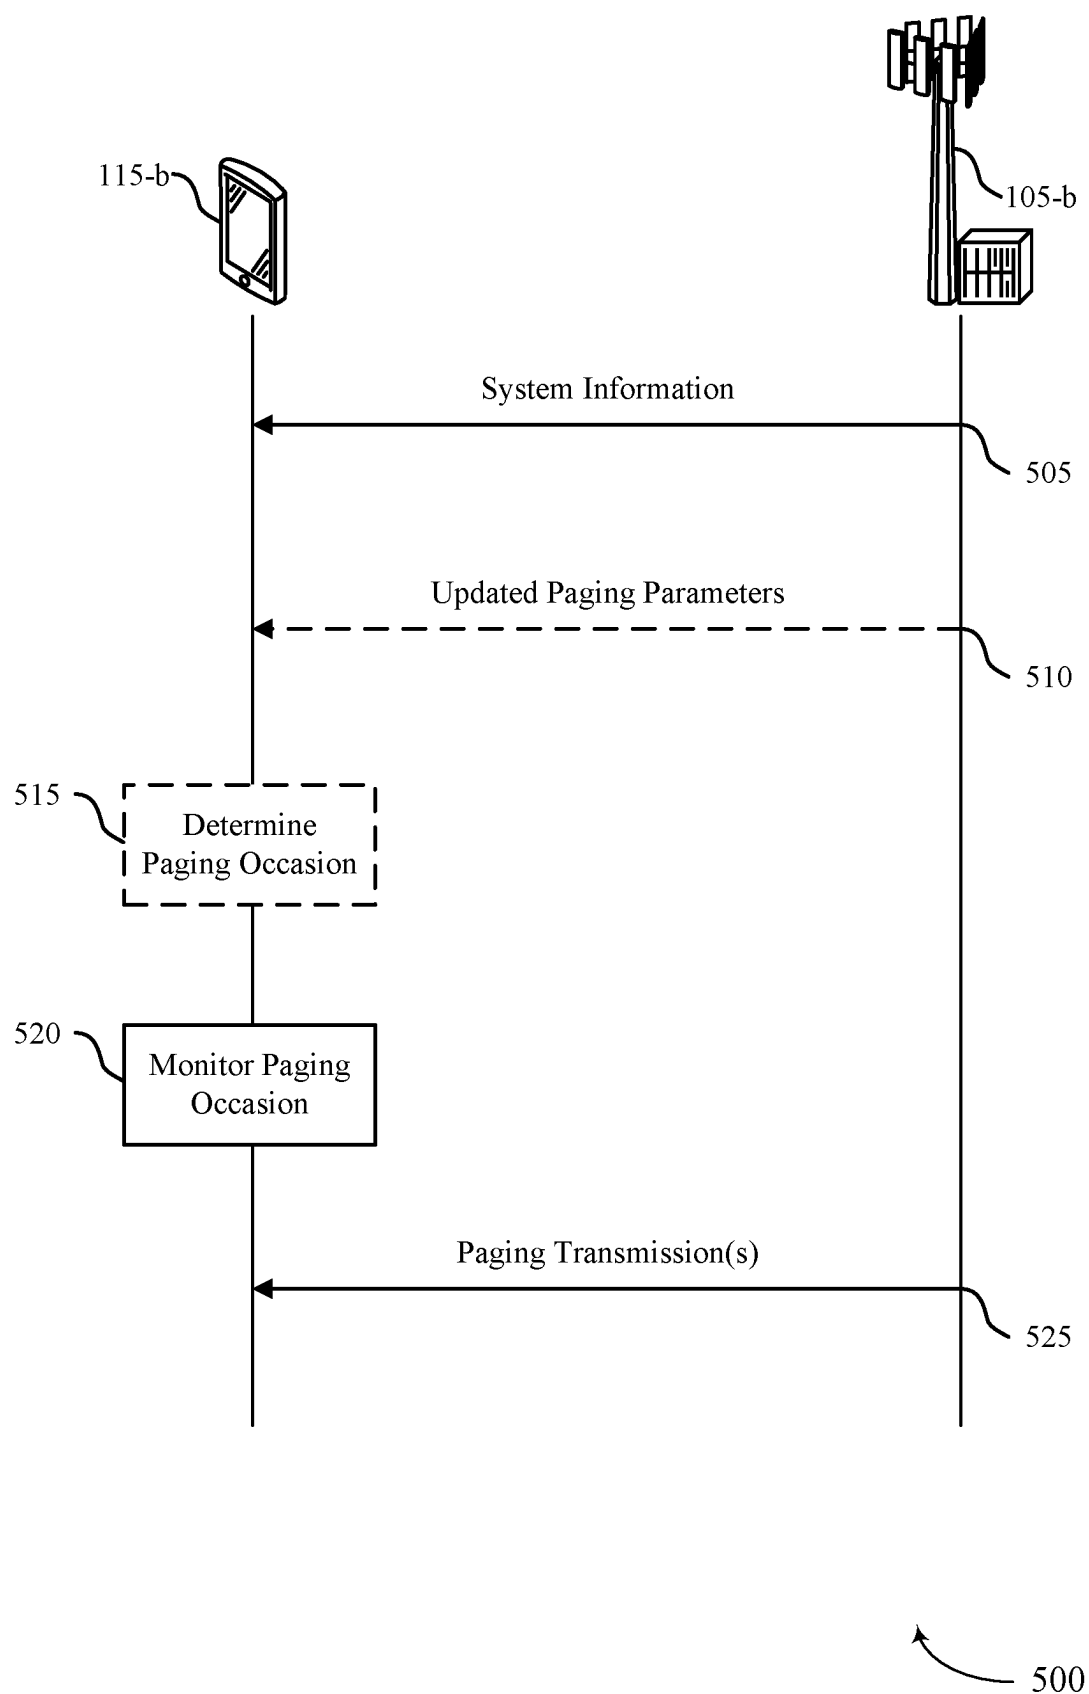 115-b
105-b
System Information
505
Updated Paging Parameters
510
515
Determine
Paging Occasion
520
Monitor Paging
Occasion
Paging Transmission(s)
525
500